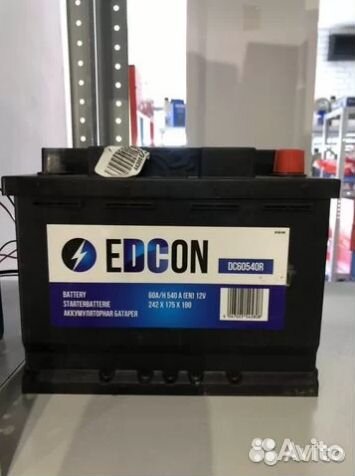 EDCON
DC60540R
BATTERY
STARTERBATTERIE
АККУМУЛЯТОРНАЯ БАТАРЕЯ
60A/H 540 A (EN) 12V
242 X 175 X 190
Avito